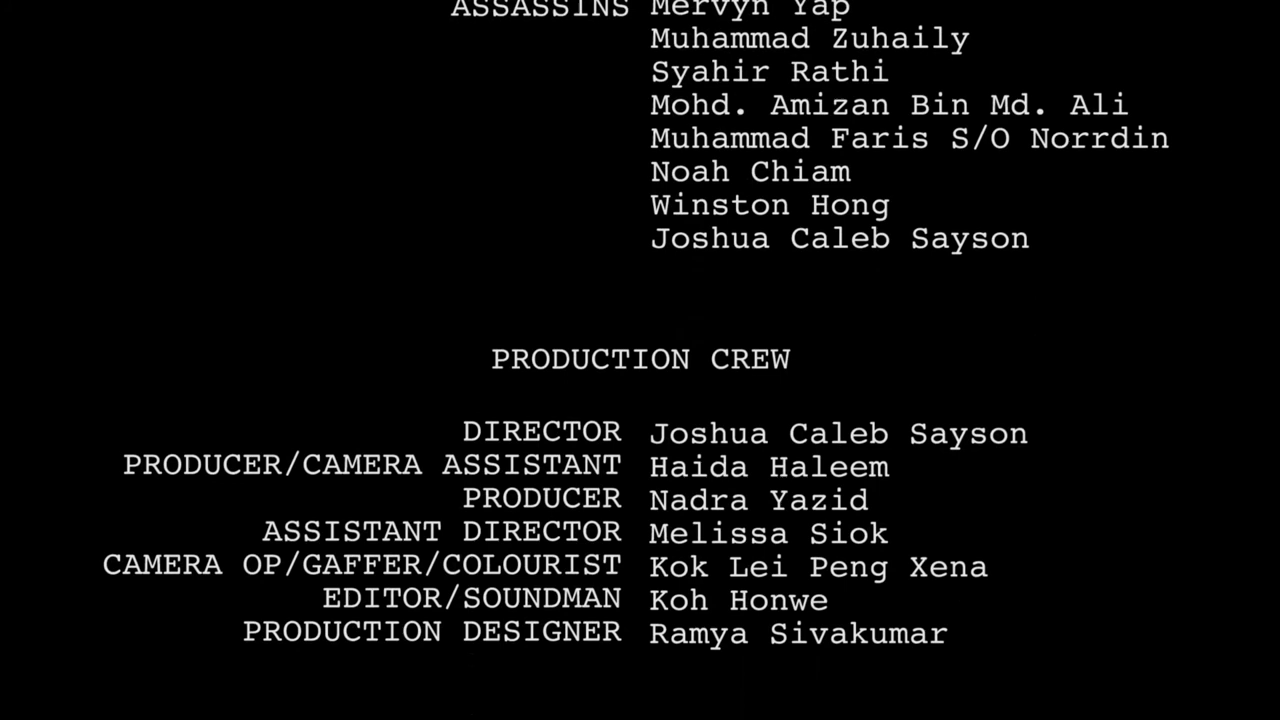 ASSASSINS Mervyn Yap
Muhammad Zuhaily
Syahir Rathi
Mohd. Amizan Bin Md. Ali
Muhammad Faris S/O Norrdin
Noah Chiam
Winston Hong
Joshua Caleb Sayson
PRODUCTION CREW
DIRECTOR Joshua Caleb Sayson
PRODUCER/CAMERA ASSISTANT Haida Haleem
PRODUCER Nadra Yazid
ASSISTANT DIRECTOR Melissa Siok
CAMERA OP/GAFFER/COLOURIST Kok Lei Peng Xena
EDITOR/SOUNDMAN Koh Honwe
PRODUCTION DESIGNER Ramya Sivakumar